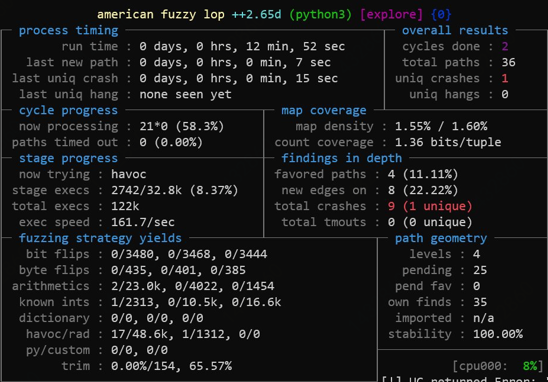 american fuzzy lop ++2.65d (python3) [explore] {0}
process timing
overall results
run time : 0 days, 0 hrs, 12 min, 52 sec
cycles done : 2
last new path : 0 days, 0 hrs, 0 min, 7 sec
total paths : 36
last uniq crash : 0 days, 0 hrs, 0 min, 15 sec
uniq crashes : 1
last uniq hang : none seen yet
uniq hangs : 0
cycle progress
map coverage
now processing : 21*0 (58.3%)
map density : 1.55% / 1.60%
paths timed out : 0 (0.00%)
count coverage : 1.36 bits/tuple
stage progress
findings in depth
now trying : havoc
favored paths : 4 (11.11%)
stage execs : 2742/32.8k (8.37%)
new edges on : 8 (22.22%)
total execs : 122k
total crashes : 9 (1 unique)
exec speed : 161.7/sec
total tmouts : 0 (0 unique)
fuzzing strategy yields
path geometry
bit flips : 0/3480, 0/3468, 0/3444
levels : 4
byte flips : 0/435, 0/401, 0/385
pending : 25
arithmetics : 2/23.0k, 0/4022, 0/1454
pend fav : 0
known ints : 1/2313, 0/10.5k, 0/16.6k
own finds : 35
dictionary : 0/0, 0/0, 0/0
imported : n/a
havoc/rad : 17/48.6k, 1/1312, 0/0
stability : 100.00%
py/custom : 0/0, 0/0
trim : 0.00%/154, 65.57%
[cpu000: 8%]
[!] UC returned Error: